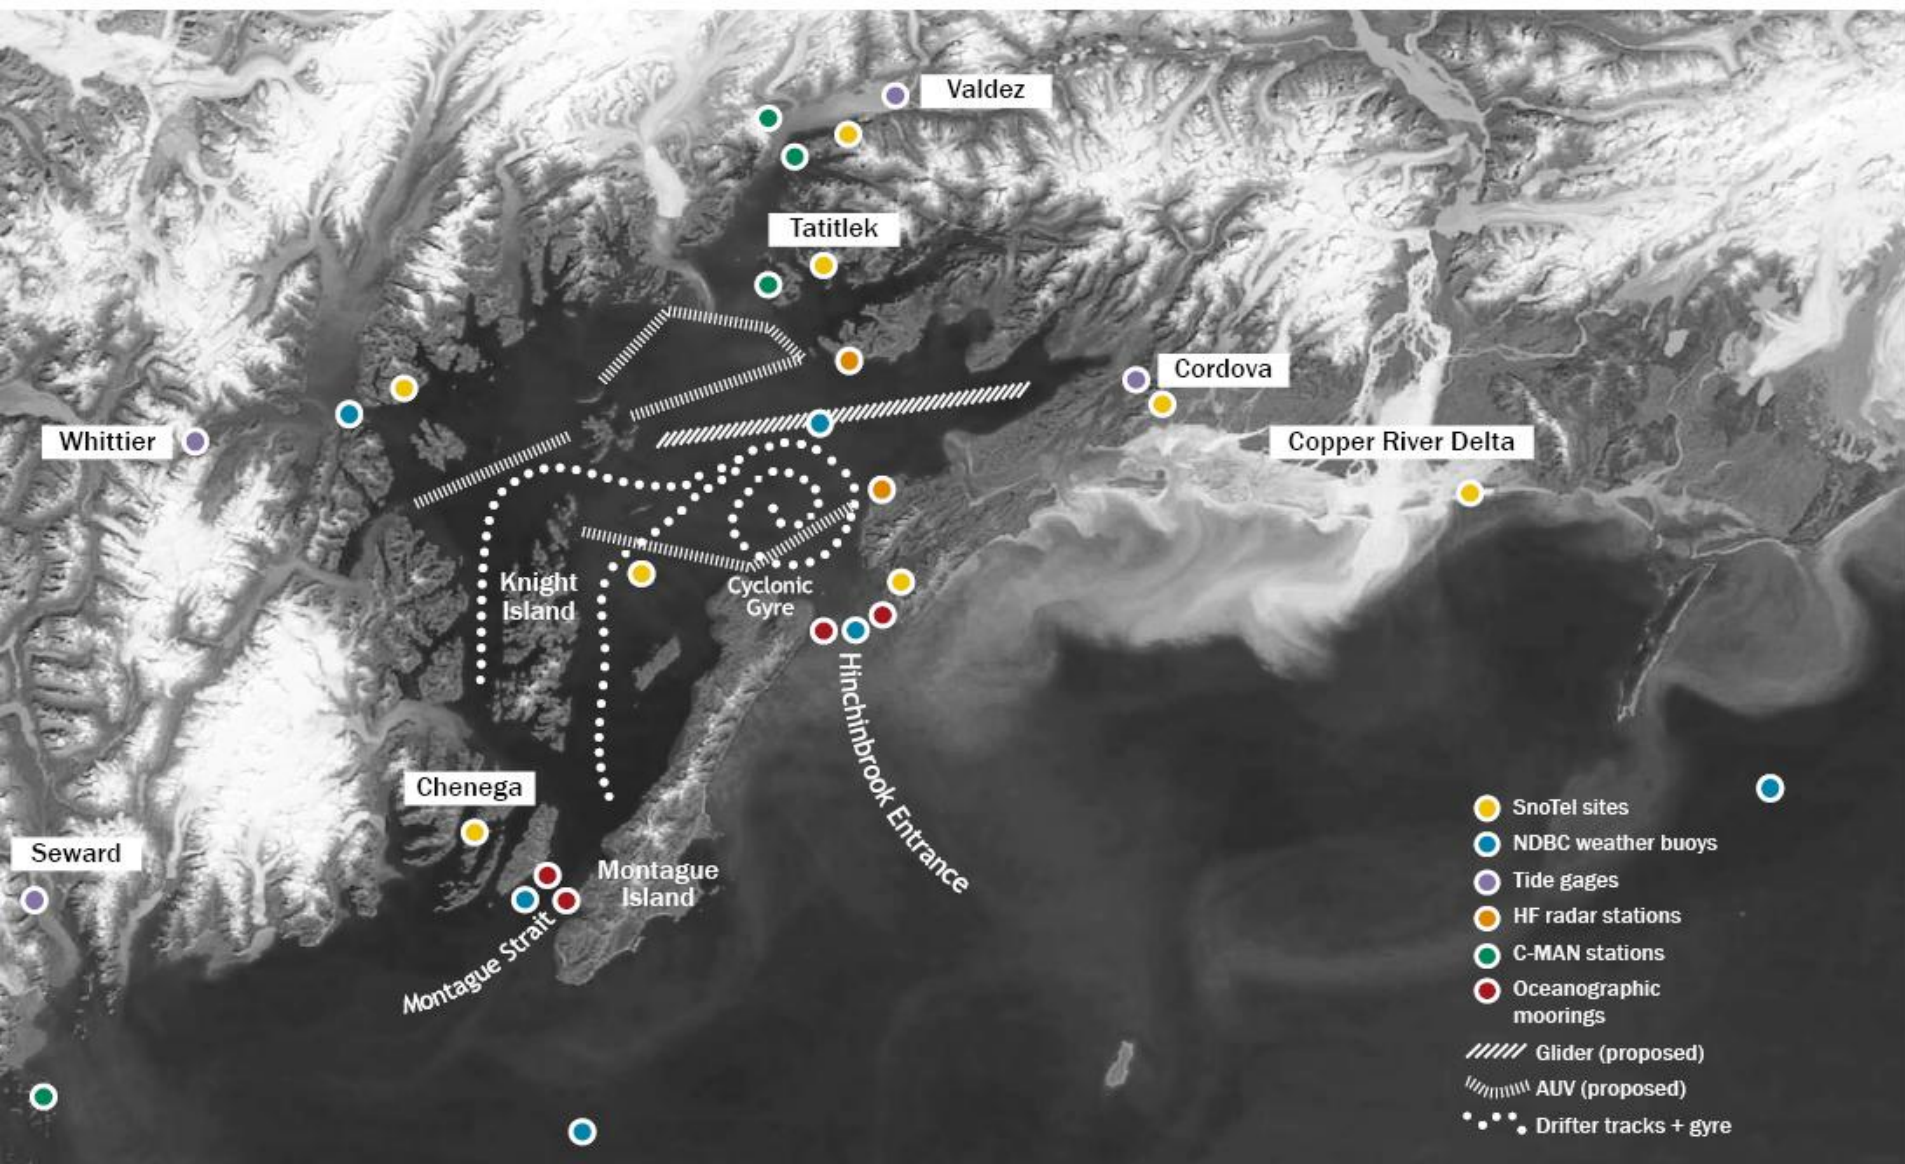 Valdez
Tatitlek
Cordova
Whittier
Copper River Delta
Knight
Island
Cyclonic
Gyre
Hinchinbrook Entrance
Chenega
Seward
Montague
Island
Montague Strait
SnoTel sites
NDBC weather buoys
Tide gages
HF radar stations
C-MAN stations
Oceanographic
moorings
Glider (proposed)
AUV (proposed)
Drifter tracks + gyre